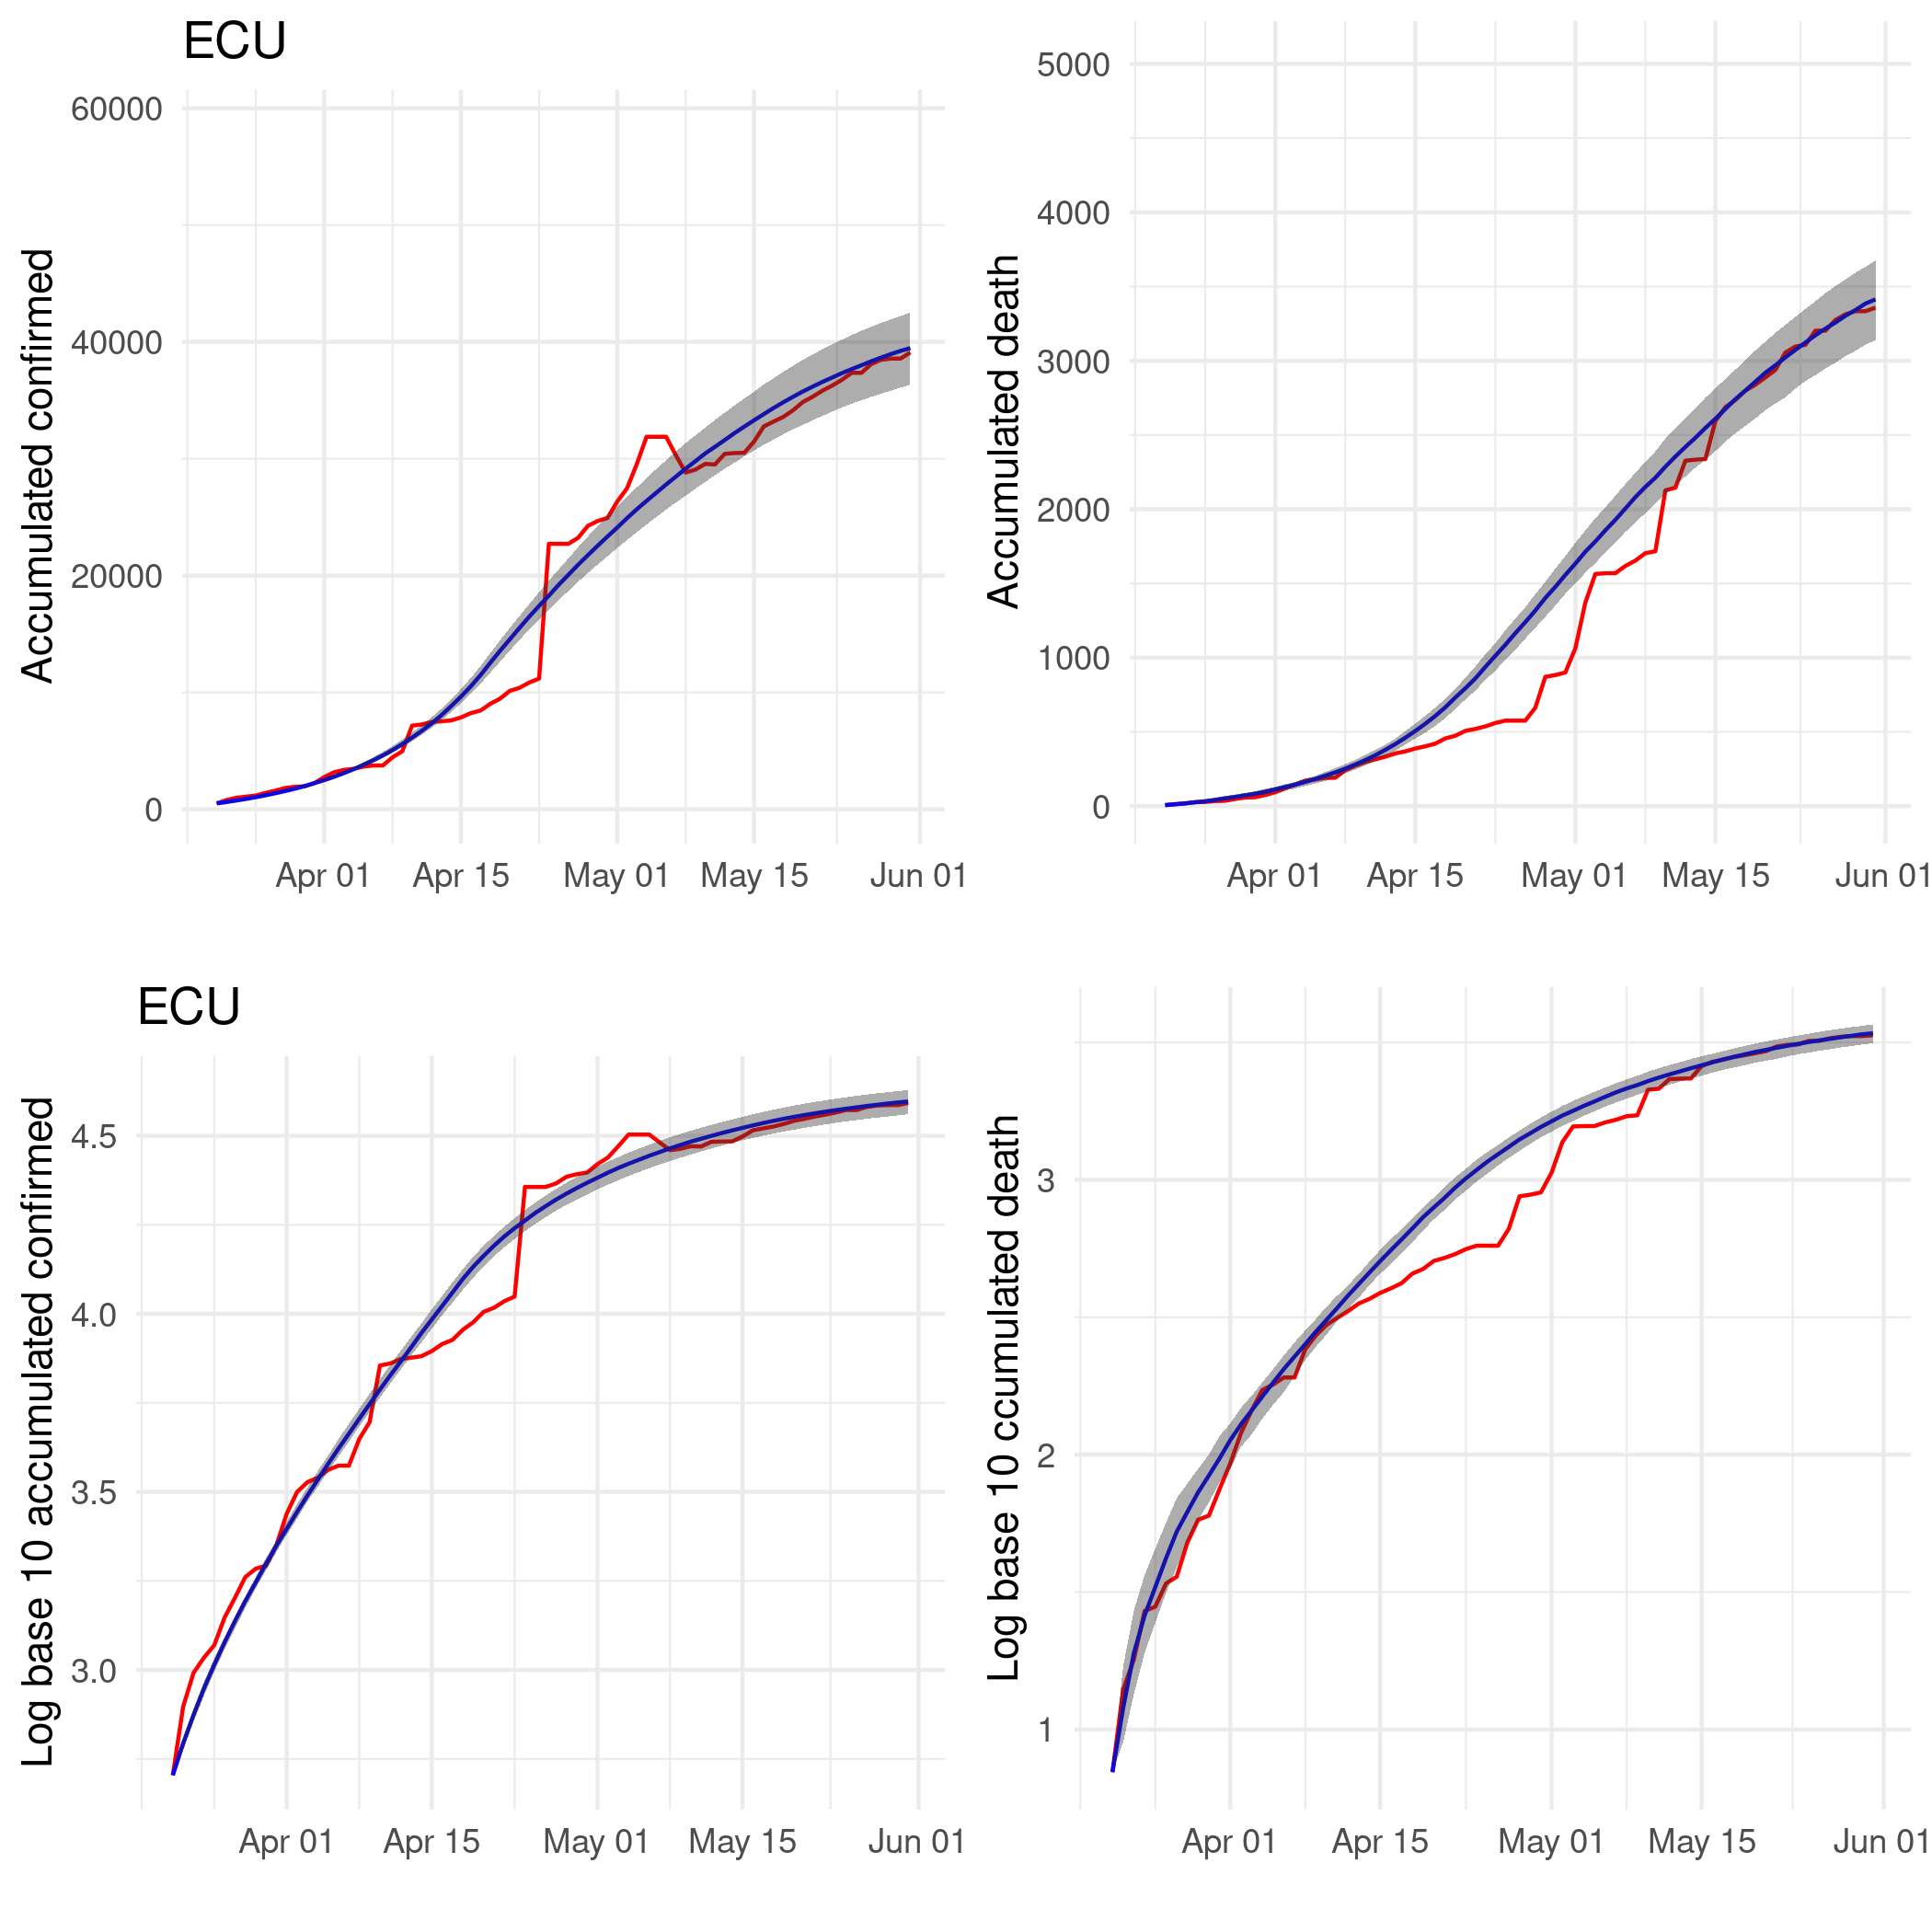 ECU
Accumulated confirmed
60000
40000
20000
0
Apr 01 Apr 15 May 01 May 15 Jun 01
Accumulated death
5000
4000
3000
2000
1000
0
Apr 01 Apr 15 May 01 May 15 Jun 01
ECU
Log base 10 accumulated confirmed
4.5
4.0
3.5
3.0
Apr 01 Apr 15 May 01 May 15 Jun 01
Log base 10 ccumulated death
3
2
1
Apr 01 Apr 15 May 01 May 15 Jun 01